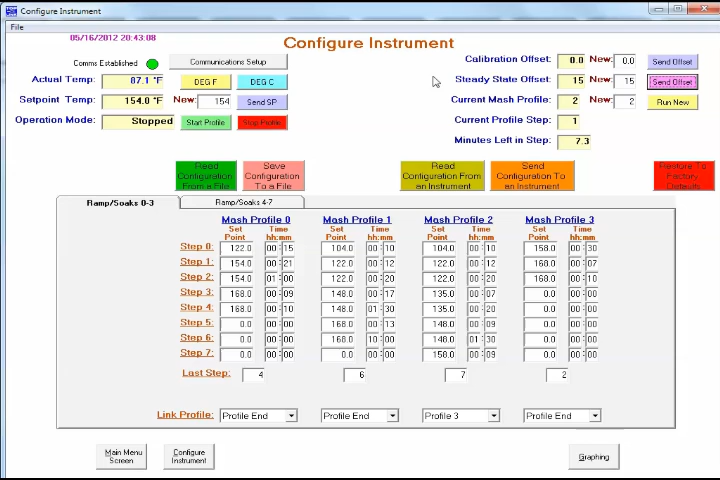 Configure Instrument
File
05/16/2012 20:43:08
Configure Instrument
Comms Established Communications Setup
Calibration Offset: 0.0 New: 0.0 Send Offset
Actual Temp: 87.1 °F DEG F DEG C
Steady State Offset: 15 New: 15 Send Offset
Setpoint Temp: 154.0 °F New: 154 Send SP
Current Mash Profile: 2 New: 2 Run New
Operation Mode: Stopped Start Profile Stop Profile
Current Profile Step: 1
Minutes Left in Step: 7.3
Read Configuration From a File
Save Configuration To a File
Read Configuration From an Instrument
Send Configuration To an Instrument
Restore To Factory Defaults
Ramp/Soaks 0-3 Ramp/Soaks 4-7
Mash Profile 0 Mash Profile 1 Mash Profile 2 Mash Profile 3
Set Time Set Time Set Time Set Time
Point hh:mm: Point hh:mm: Point hh:mm: Point hh:mm:
Step 0: 122.0 00 : 15 104.0 00 : 10 104.0 00 : 10 158.0 00 : 30
Step 1: 154.0 00 : 21 122.0 00 : 12 122.0 00 : 12 168.0 00 : 07
Step 2: 154.0 01 : 00 122.0 00 : 20 122.0 00 : 20 168.0 00 : 10
Step 3: 168.0 00 : 09 148.0 00 : 17 135.0 00 : 07 0.0 00 : 00
Step 4: 168.0 00 : 10 148.0 01 : 30 135.0 00 : 20 0.0 00 : 00
Step 5: 0.0 00 : 00 168.0 00 : 13 148.0 00 : 09 0.0 00 : 00
Step 6: 0.0 00 : 00 168.0 10 : 00 148.0 01 : 30 0.0 00 : 00
Step 7: 0.0 00 : 00 0.0 00 : 00 158.0 00 : 09 0.0 00 : 00
Last Step: 4 6 7 2
Link Profile: Profile End Profile End Profile 3 Profile End
Main Menu Screen
Configure Instrument
Graphing